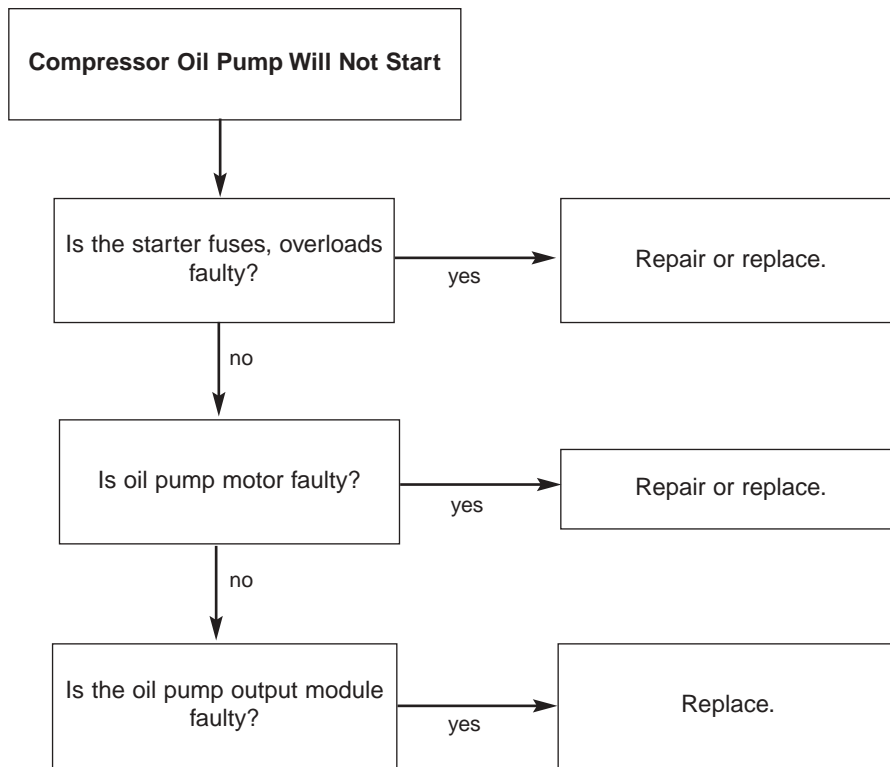 Compressor Oil Pump Will Not Start
Is the starter fuses, overloads
faulty?
yes
Repair or replace.
no
Is oil pump motor faulty?
yes
Repair or replace.
no
Is the oil pump output module
faulty?
yes
Replace.